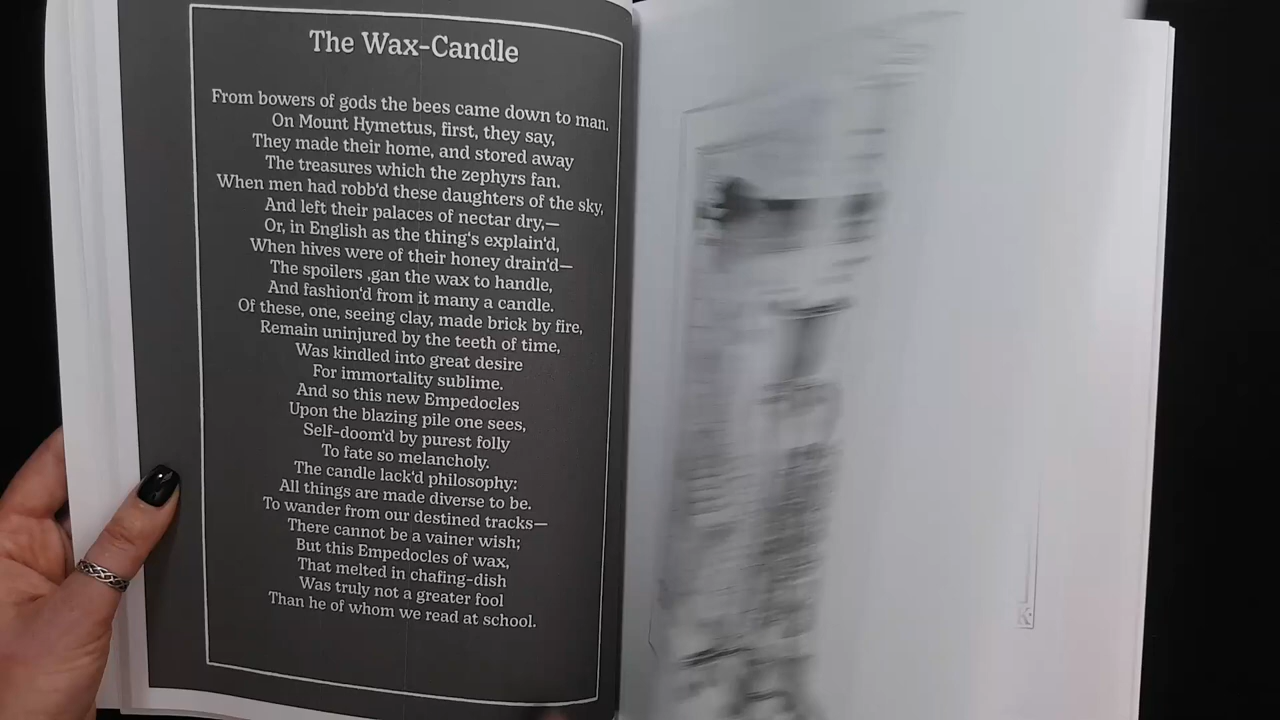 The Wax-Candle
From bowers of gods the bees came down to man.
On Mount Hymettus, first, they say,
They made their home, and stored away
The treasures which the zephyrs fan.
When men had robb'd these daughters of the sky,
And left their palaces of nectar dry,—
Or, in English as the thing's explain'd,
When hives were of their honey drain'd—
The spoilers ‚gan the wax to handle,
And fashion'd from it many a candle.
Of these, one, seeing clay, made brick by fire,
Remain uninjured by the teeth of time,
Was kindled into great desire
For immortality sublime.
And so this new Empedocles
Upon the blazing pile one sees,
Self-doom'd by purest folly
To fate so melancholy.
The candle lack'd philosophy:
All things are made diverse to be.
To wander from our destined tracks—
There cannot be a vainer wish;
But this Empedocles of wax,
That melted in chafing-dish
Was truly not a greater fool
Than he of whom we read at school.